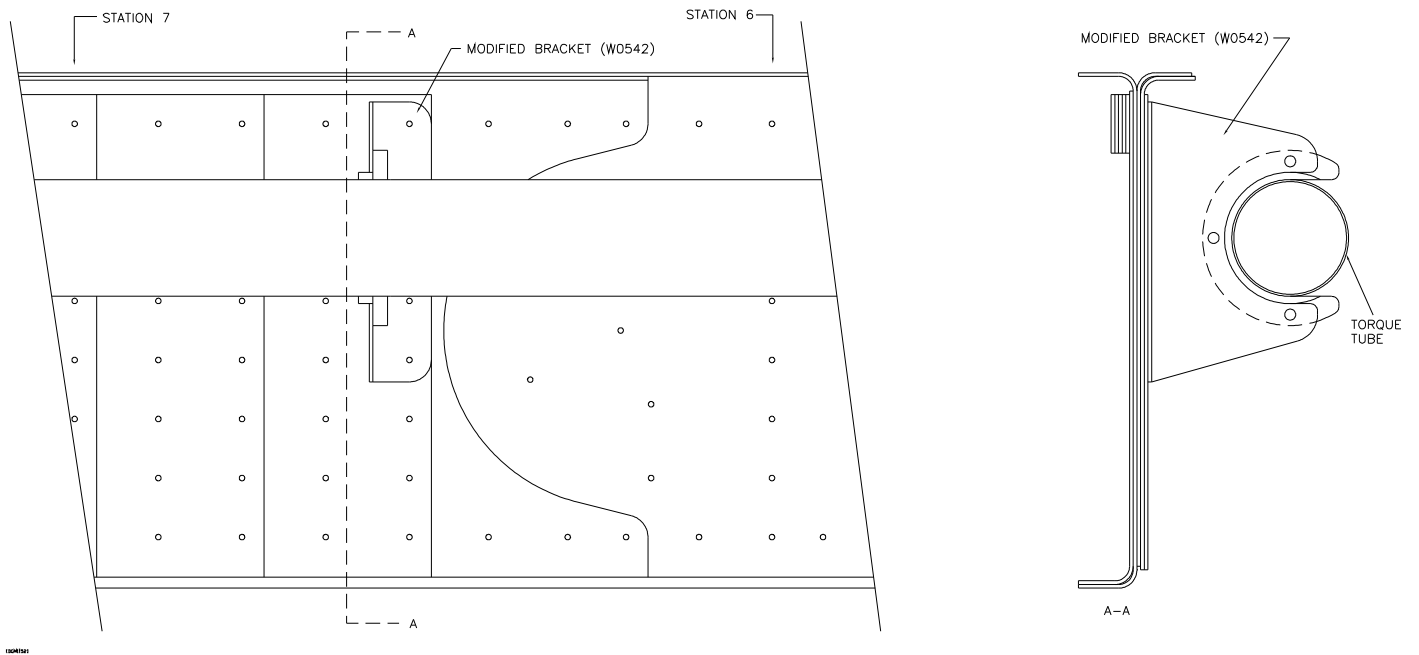 STATION 7
STATION 6
A
MODIFIED BRACKET (W0542)
MODIFIED BRACKET (W0542)
TORQUE
TUBE
A
A-A